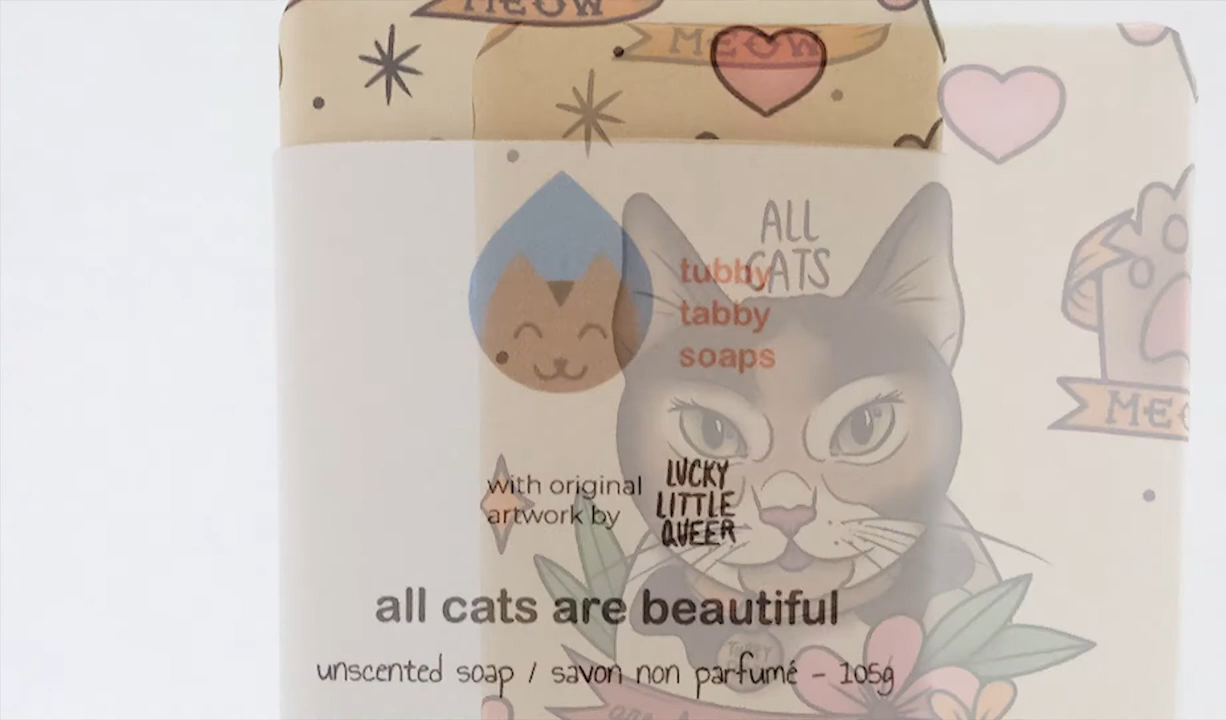 MEOW
MEOW
ALL
CATS
tubby
tabby
soaps
MEO
with original
artwork by
LUCKY
LITTLE
QUEER
all cats are beautiful
unscented soap / savon non parfumé - 105g
are